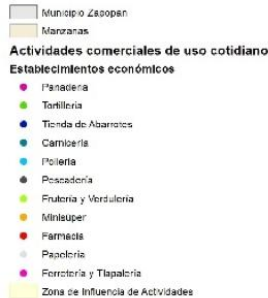 Municipio Zapopan
Manzanas
Actividades comerciales de uso cotidiano
Establecimientos económicos
Panadería
Tortillería
Tienda de Abarrotes
Carnicería
Pollería
Pescadería
Frutería y Verdulería
Minisúper
Farmacia
Papelería
Ferretería y Tlapalería
Zona de Influencia de Actividades